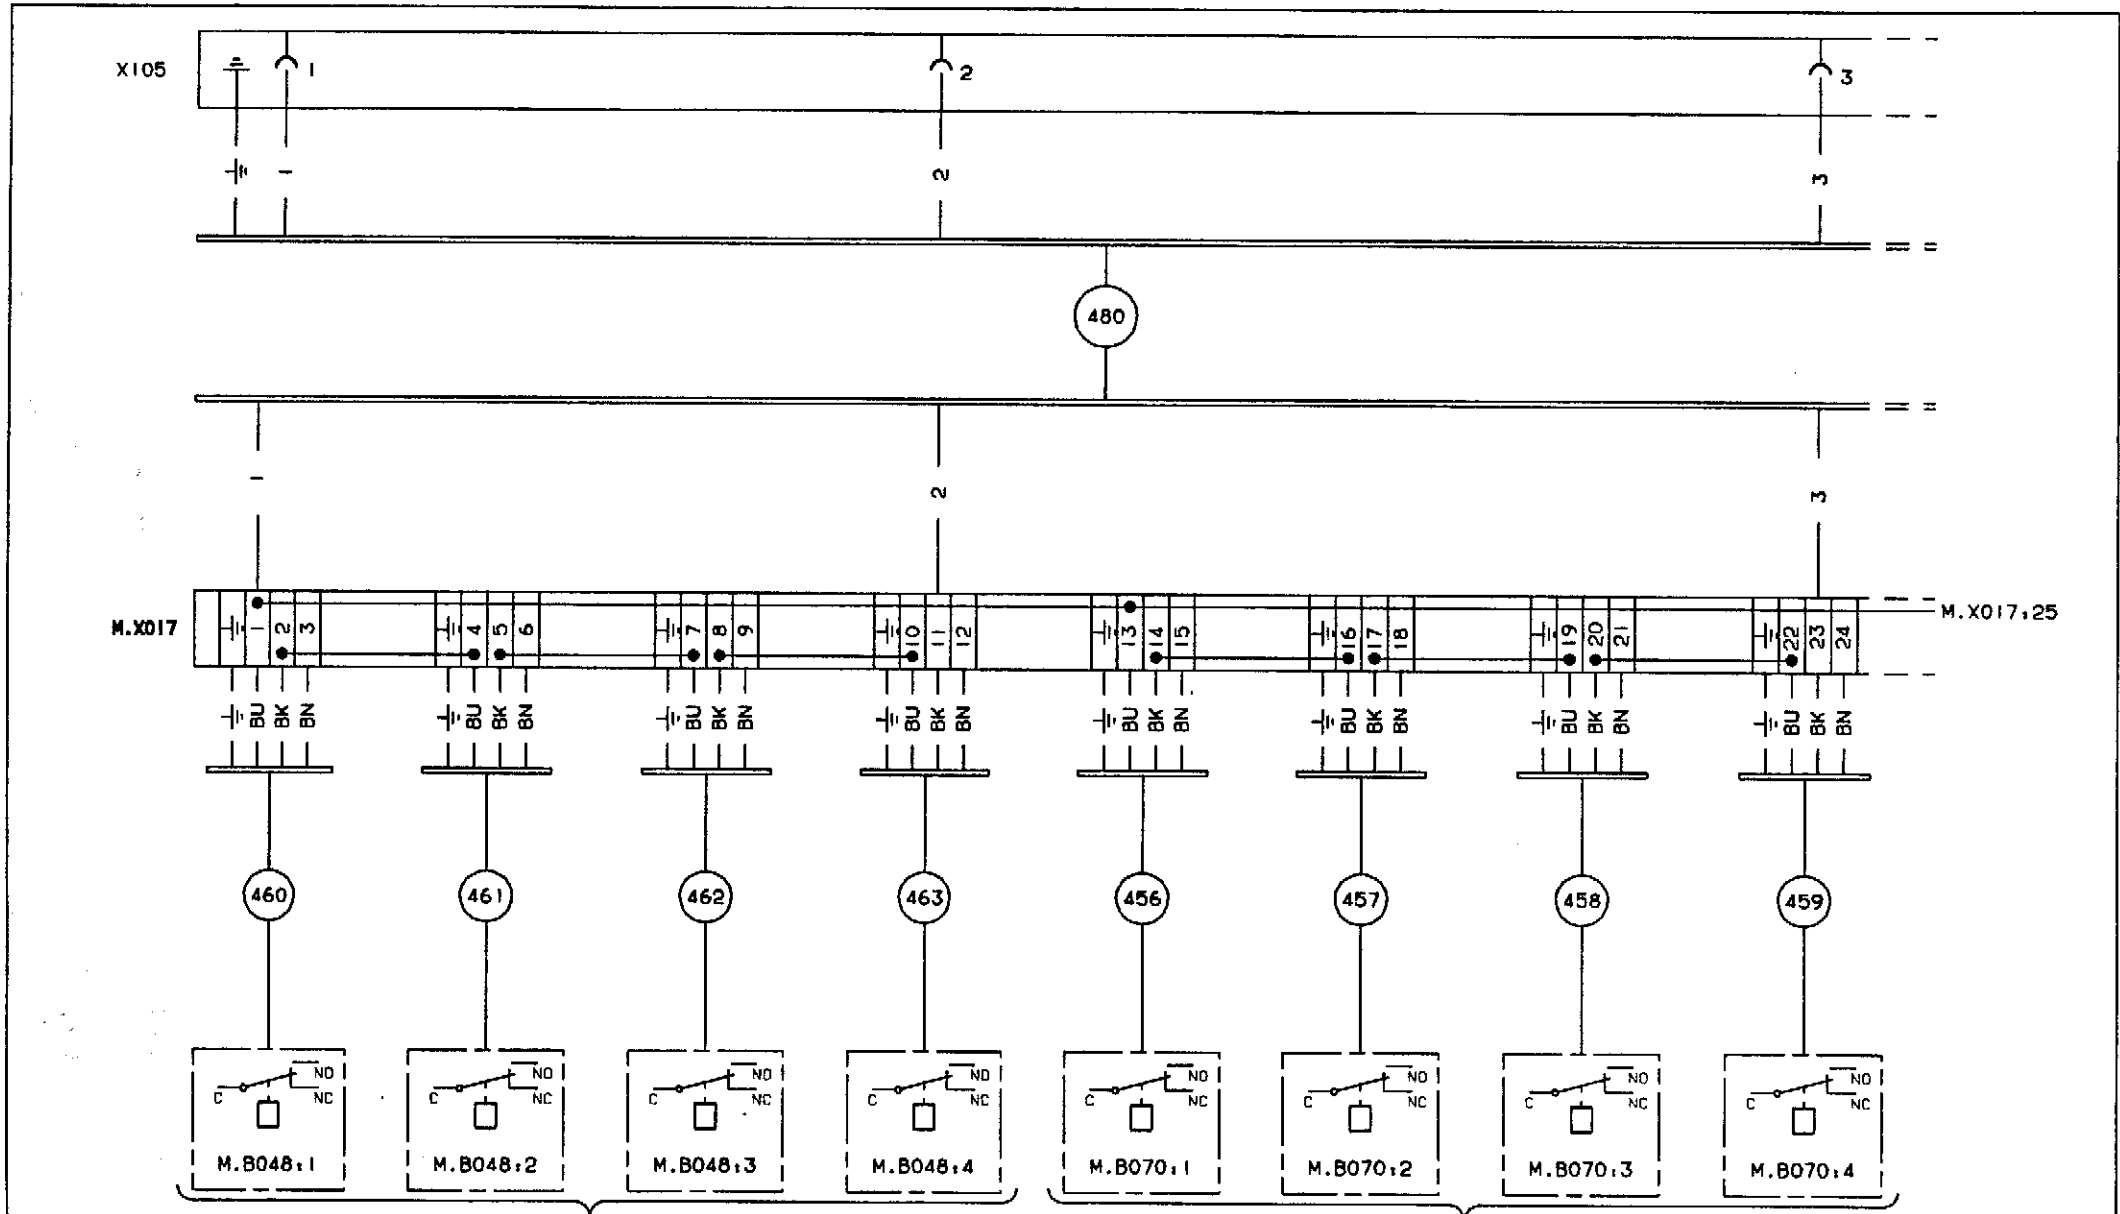 X105 1 2 3
1 2 3
480
1 2 3
M.X017 1 2 3 4 5 6 7 8 9 10 11 12 13 14 15 16 17 18 19 20 21 22 23 24 M.X017:25
BU BK BN BU BK BN BU BK BN BU BK BN BU BK BN BU BK BN BU BK BN BU BK BN
460 461 462 463 456 457 458 459
C NO NC C NO NC C NO NC C NO NC C NO NC C NO NC C NO NC C NO NC
M.B048:1 M.B048:2 M.B048:3 M.B048:4 M.B070:1 M.B070:2 M.B070:3 M.B070:4